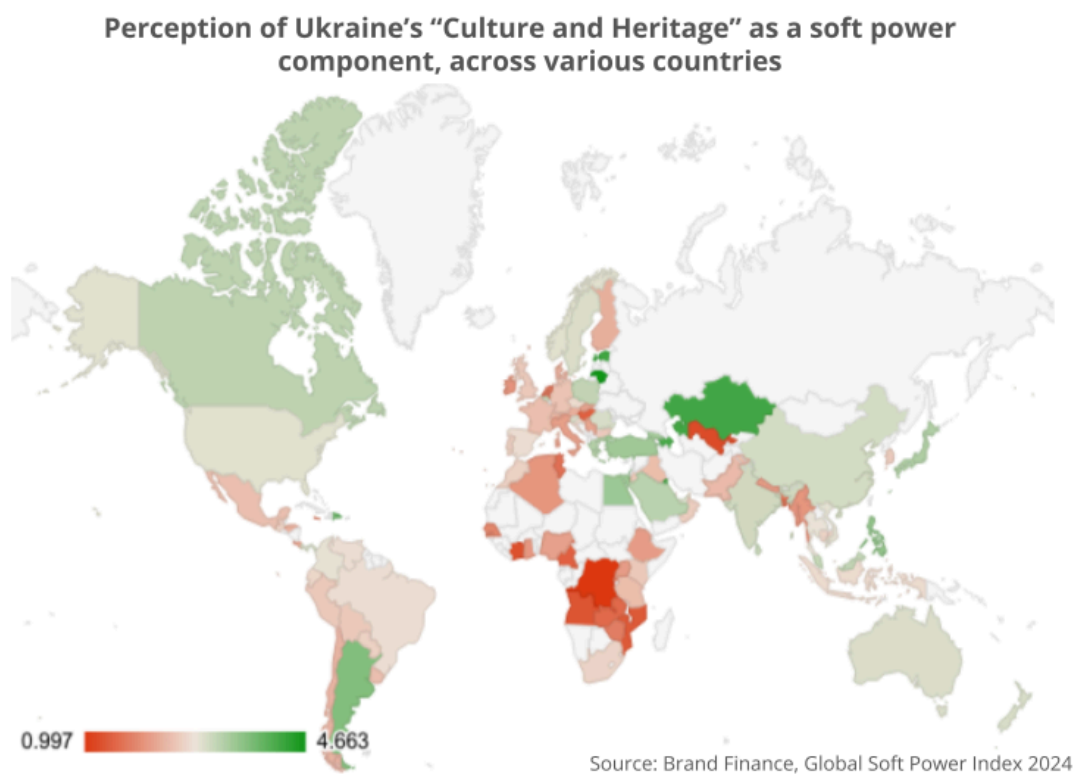 Perception of Ukraine’s “Culture and Heritage” as a soft power
component, across various countries
0.997
4.663
Source: Brand Finance, Global Soft Power Index 2024